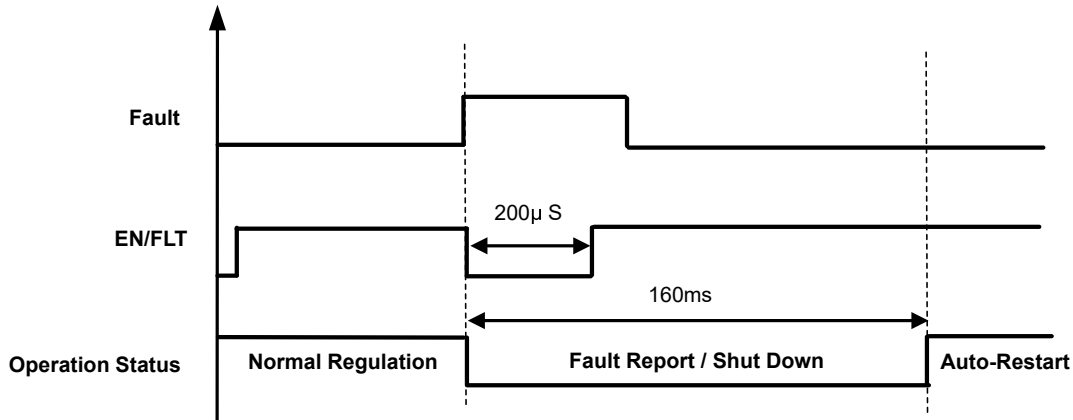 Fault
200μ S
EN/FLT
160ms
Operation Status
Normal Regulation
Fault Report / Shut Down
Auto-Restart